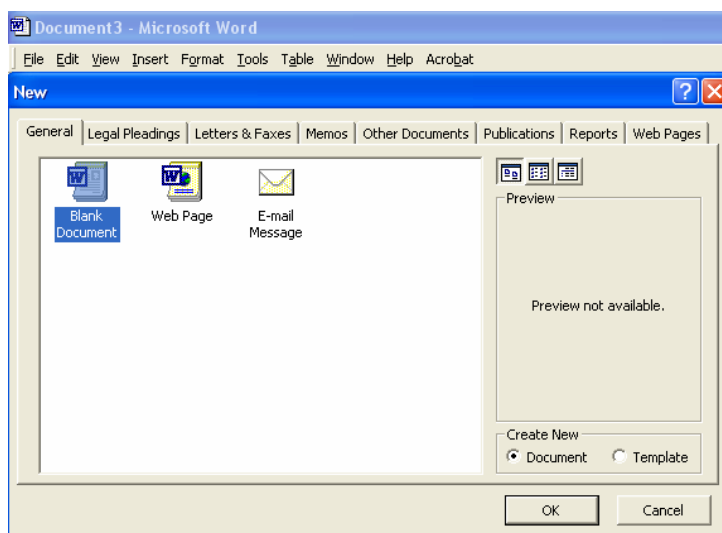 Document3 - Microsoft Word
File Edit View Insert Format Tools Table Window Help Acrobat
New
General Legal Pleadings Letters & Faxes Memos Other Documents Publications Reports Web Pages
Blank Document
Web Page
E-mail Message
Preview
Preview not available.
Create New
Document Template
OK Cancel